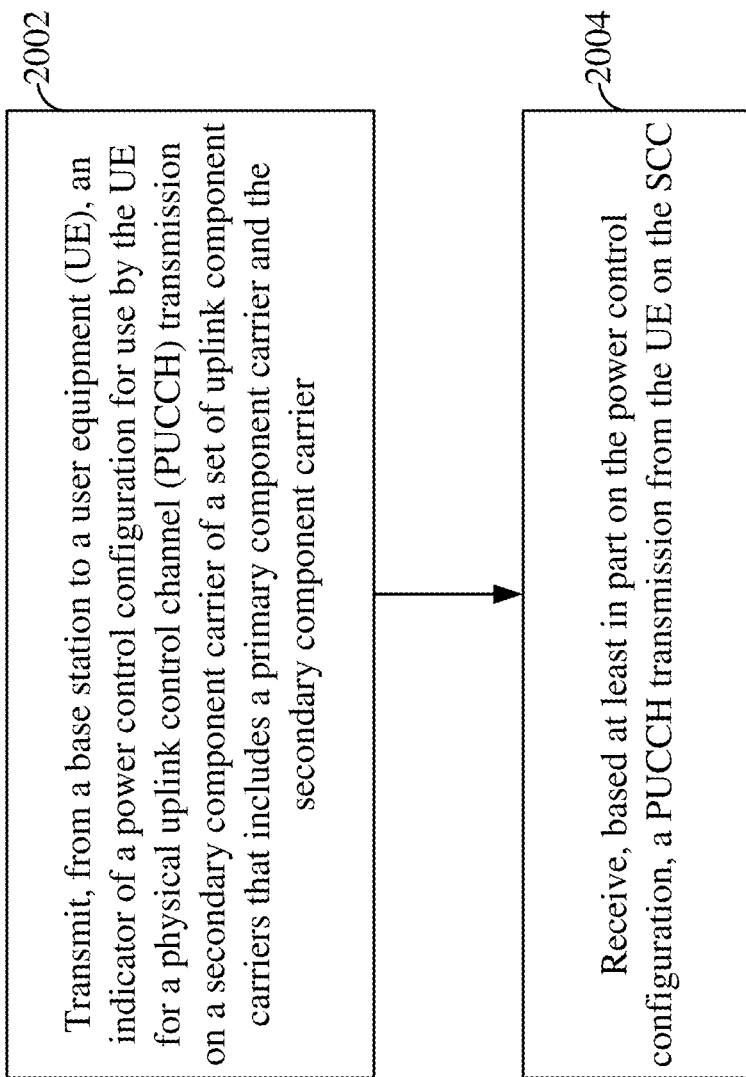 2002
Transmit, from a base station to a user equipment (UE), an
indicator of a power control configuration for use by the UE
for a physical uplink control channel (PUCCH) transmission
on a secondary component carrier of a set of uplink component
carriers that includes a primary component carrier and the
secondary component carrier
2004
Receive, based at least in part on the power control
configuration, a PUCCH transmission from the UE on the SCC